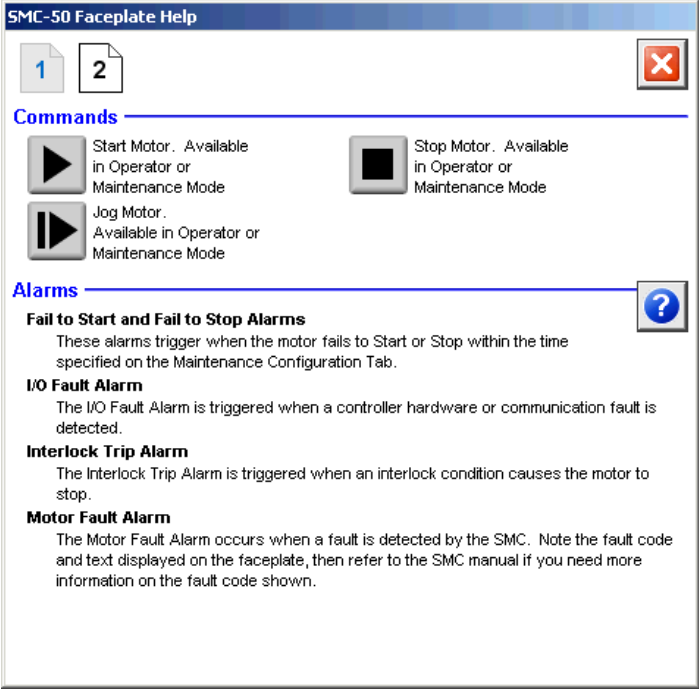 SMC-50 Faceplate Help
1 2
Commands
Start Motor. Available
in Operator or
Maintenance Mode
Stop Motor. Available
in Operator or
Maintenance Mode
Jog Motor.
Available in Operator or
Maintenance Mode
Alarms
?
Fail to Start and Fail to Stop Alarms
These alarms trigger when the motor fails to Start or Stop within the time
specified on the Maintenance Configuration Tab.
I/O Fault Alarm
The I/O Fault Alarm is triggered when a controller hardware or communication fault is
detected.
Interlock Trip Alarm
The Interlock Trip Alarm is triggered when an interlock condition causes the motor to
stop.
Motor Fault Alarm
The Motor Fault Alarm occurs when a fault is detected by the SMC. Note the fault code
and text displayed on the faceplate, then refer to the SMC manual if you need more
information on the fault code shown.